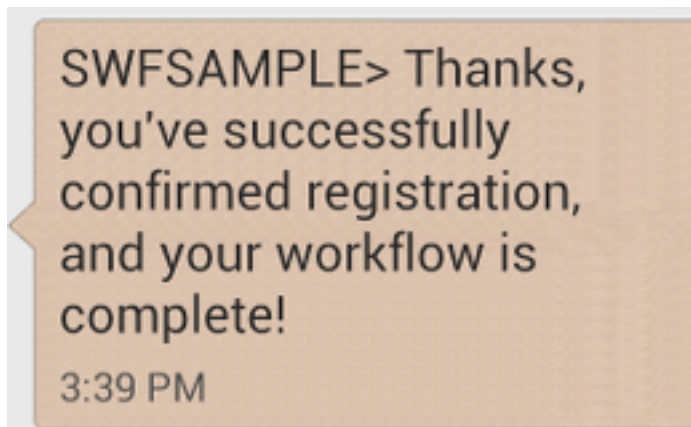 SWFSAMPLE> Thanks,
you've successfully
confirmed registration,
and your workflow is
complete!
3:39 PM